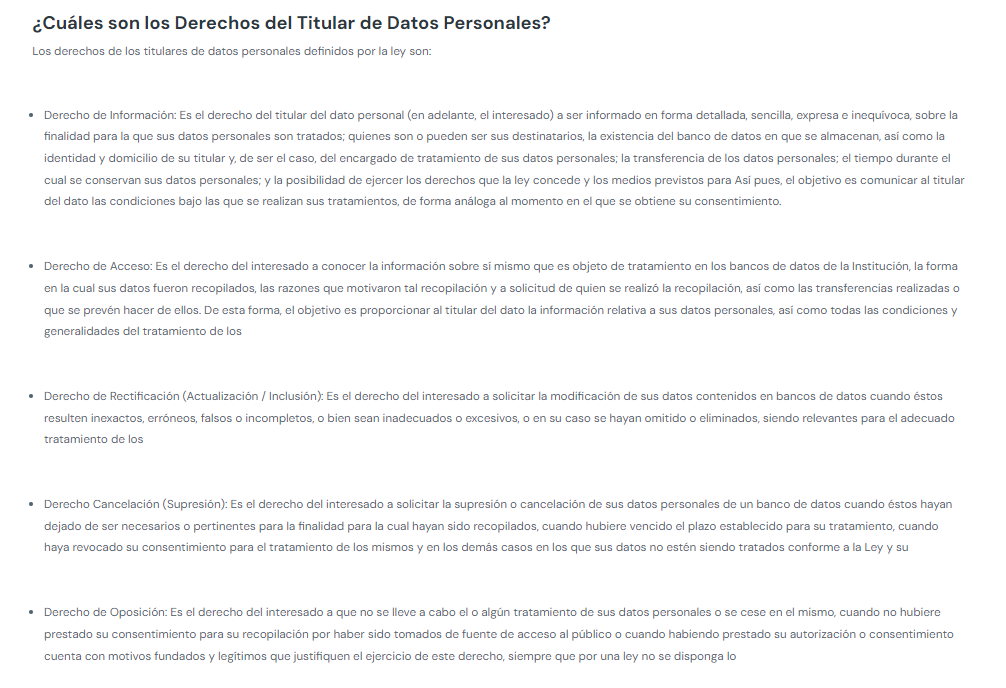 ¿Cuáles son los Derechos del Titular de Datos Personales?
Los derechos de los titulares de datos personales definidos por la ley son:
• Derecho de Información: Es el derecho del titular del dato personal (en adelante, el interesado) a ser informado en forma detallada, sencilla, expresa e inequívoca, sobre la
finalidad para la que sus datos personales son tratados; quienes son o pueden ser sus destinatarios, la existencia del banco de datos en que se almacenan, así como la
identidad y domicilio de su titular y, de ser el caso, del encargado de tratamiento de sus datos personales; la transferencia de los datos personales; el tiempo durante el
cual se conservan sus datos personales; y la posibilidad de ejercer los derechos que la ley concede y los medios previstos para Así pues, el objetivo es comunicar al titular
del dato las condiciones bajo las que se realizan sus tratamientos, de forma análoga al momento en el que se obtiene su consentimiento.
• Derecho de Acceso: Es el derecho del interesado a conocer la información sobre sí mismo que es objeto de tratamiento en los bancos de datos de la Institución, la forma
en la cual sus datos fueron recopilados, las razones que motivaron tal recopilación y a solicitud de quien se realizó la recopilación, así como las transferencias realizadas o
que se prevén hacer de ellos. De esta forma, el objetivo es proporcionar al titular del dato la información relativa a sus datos personales, así como todas las condiciones y
generalidades del tratamiento de los
• Derecho de Rectificación (Actualización / Inclusión): Es el derecho del interesado a solicitar la modificación de sus datos contenidos en bancos de datos cuando éstos
resulten inexactos, erróneos, falsos o incompletos, o bien sean inadecuados o excesivos, o en su caso se hayan omitido o eliminados, siendo relevantes para el adecuado
tratamiento de los
• Derecho Cancelación (Supresión): Es el derecho del interesado a solicitar la supresión o cancelación de sus datos personales de un banco de datos cuando éstos hayan
dejado de ser necesarios o pertinentes para la finalidad para la cual hayan sido recopilados, cuando hubiere vencido el plazo establecido para su tratamiento, cuando
haya revocado su consentimiento para el tratamiento de los mismos y en los demás casos en los que sus datos no estén siendo tratados conforme a la Ley y su
• Derecho de Oposición: Es el derecho del interesado a que no se lleve a cabo el o algún tratamiento de sus datos personales o se cese en el mismo, cuando no hubiere
prestado su consentimiento para su recopilación por haber sido tomados de fuente de acceso al público o cuando habiendo prestado su autorización o consentimiento
cuenta con motivos fundados y legítimos que justifiquen el ejercicio de este derecho, siempre que por una ley no se disponga lo